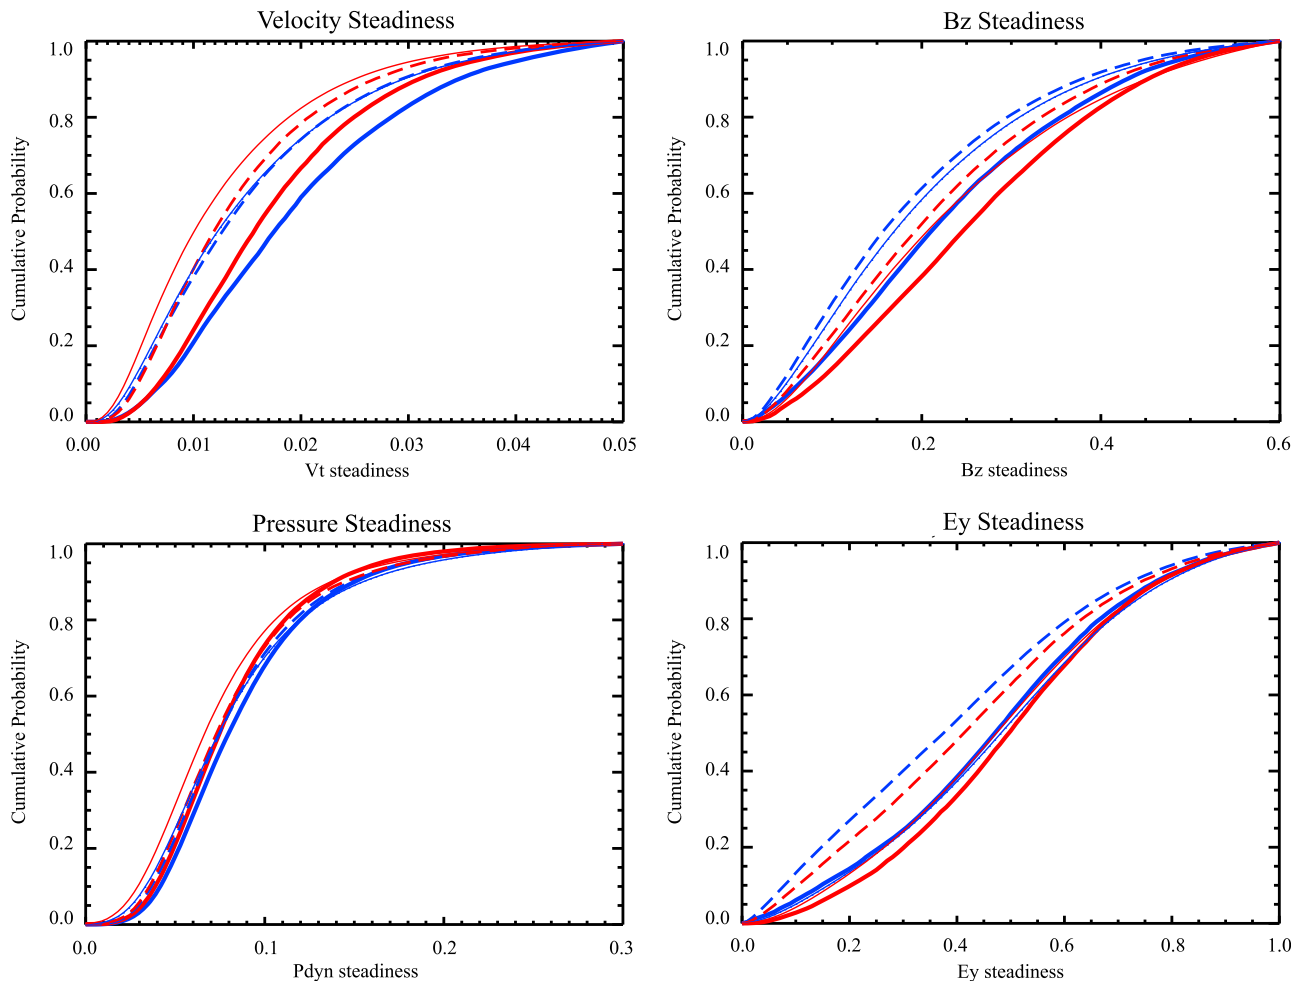 Velocity Steadiness
1.0
0.8
0.6
0.4
0.2
0.0
Cumulative Probability
0.00 0.01 0.02 0.03 0.04 0.05
Vt steadiness
Bz Steadiness
1.0
0.8
0.6
0.4
0.2
0.0
Cumulative Probability
0.0 0.2 0.4 0.6
Bz steadiness
Pressure Steadiness
1.0
0.8
0.6
0.4
0.2
0.0
Cumulative Probability
0.0 0.1 0.2 0.3
Pdyn steadiness
Ey Steadiness
1.0
0.8
0.6
0.4
0.2
0.0
Cumulative Probability
0.0 0.2 0.4 0.6 0.8 1.0
Ey steadiness